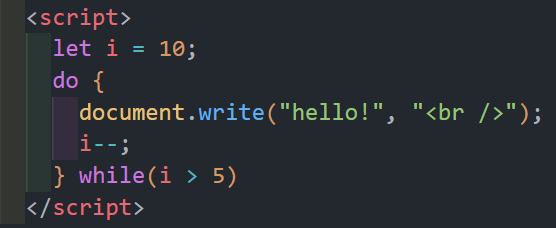 <script>
let i = 10;
do {
document.write("hello!", "<br />");
i--;
} while(i > 5)
</script>